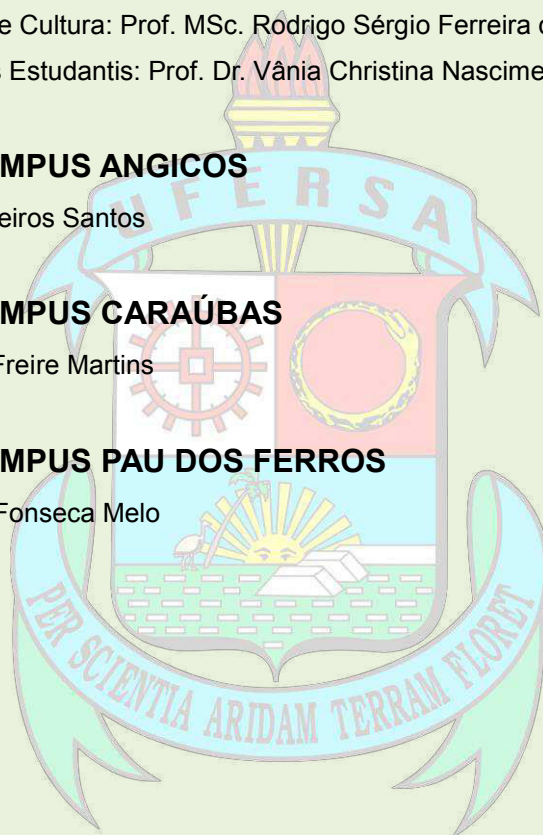 e Cultura: Prof. MSc. Rodrigo Sérgio Ferreira
s Estudantis: Prof. Dr. Vânia Christina Nascime
UFERSA
MPUS ANGICOS
eiros Santos
MPUS CARAÚBAS
Freire Martins
MPUS PAU DOS FERROS
Fonseca Melo
PER SCIENTIA ARIDAM TERRAM FLORET